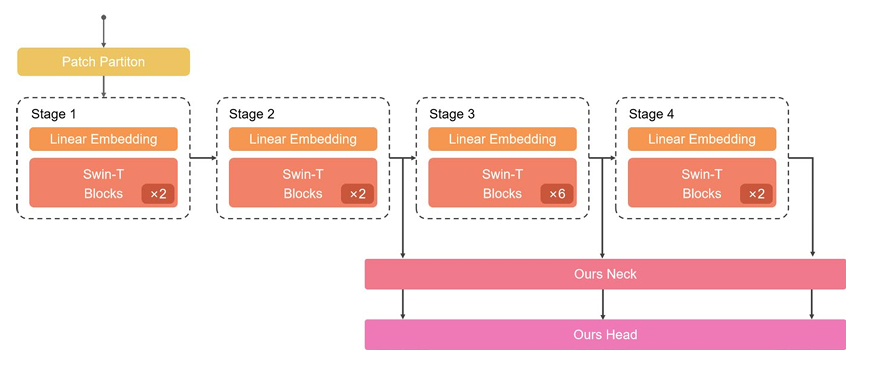 Patch Partiton
Stage 1
Linear Embedding
Swin-T
Blocks
×2
Stage 2
Linear Embedding
Swin-T
Blocks
×2
Stage 3
Linear Embedding
Swin-T
Blocks
×6
Stage 4
Linear Embedding
Swin-T
Blocks
×2
Ours Neck
Ours Head